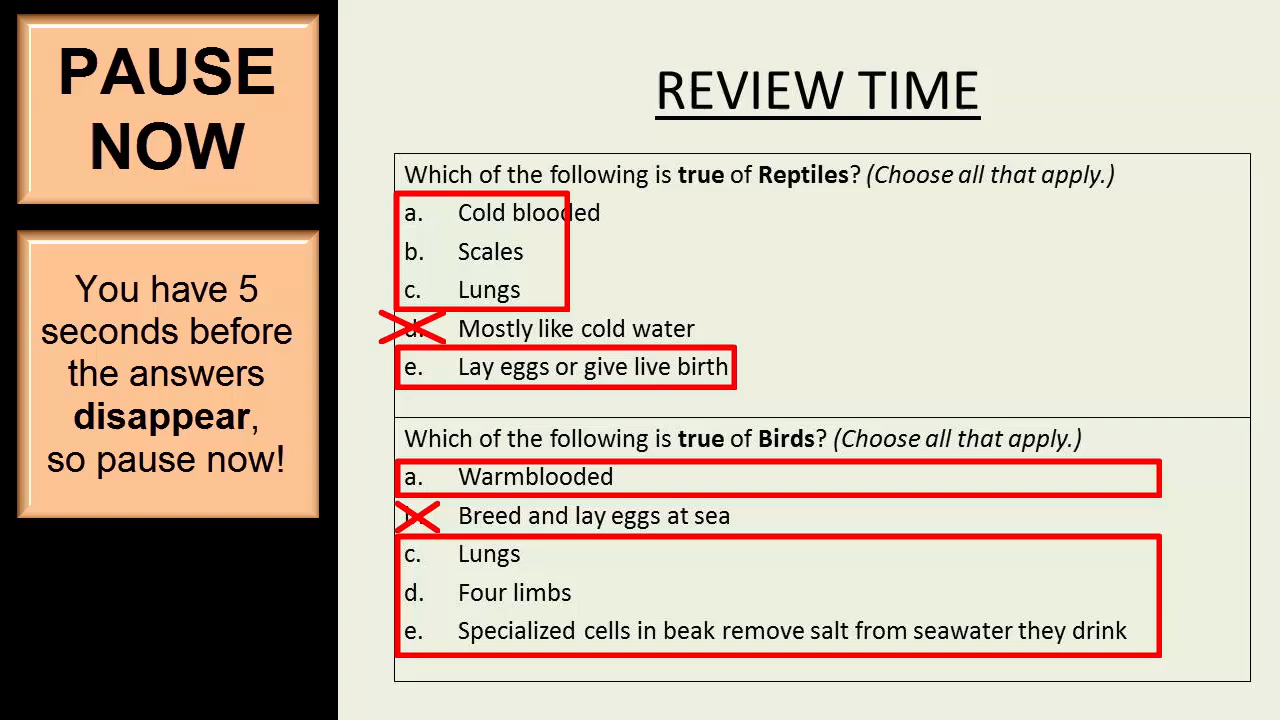 PAUSE
NOW
You have 5
seconds before
the answers
disappear,
so pause now!
REVIEW TIME
Which of the following is true of Reptiles? (Choose all that apply.)
a. Cold blooded
b. Scales
c. Lungs
d. Mostly like cold water
e. Lay eggs or give live birth
Which of the following is true of Birds? (Choose all that apply.)
a. Warmblooded
Breed and lay eggs at sea
c. Lungs
d. Four limbs
e. Specialized cells in beak remove salt from seawater they drink